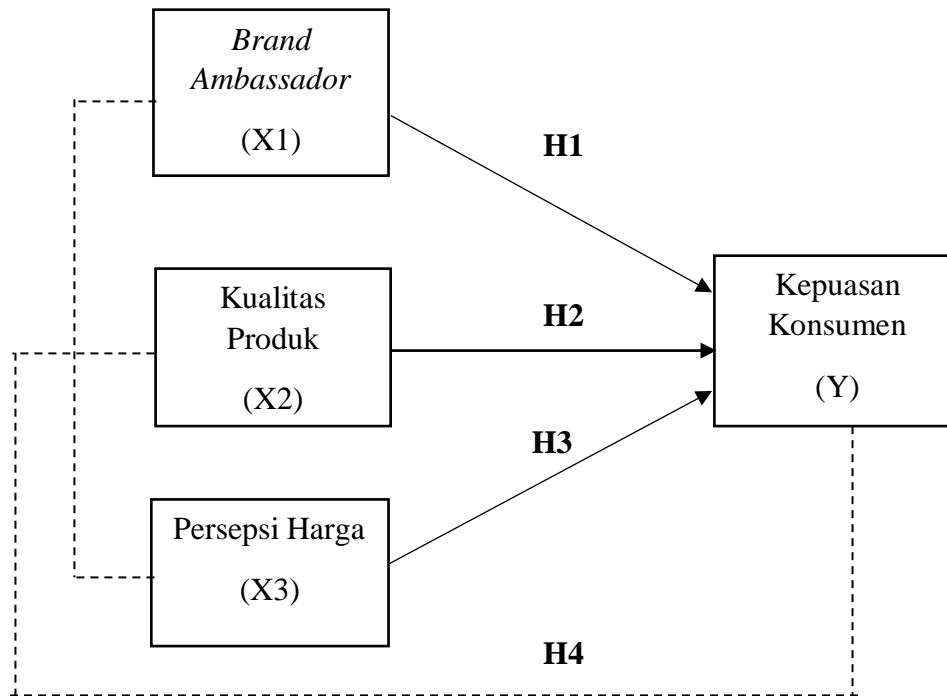 Brand
Ambassador
(X1)
H1
Kualitas
Produk
(X2)
H2
Kepuasan
Konsumen
(Y)
H3
Persepsi Harga
(X3)
H4